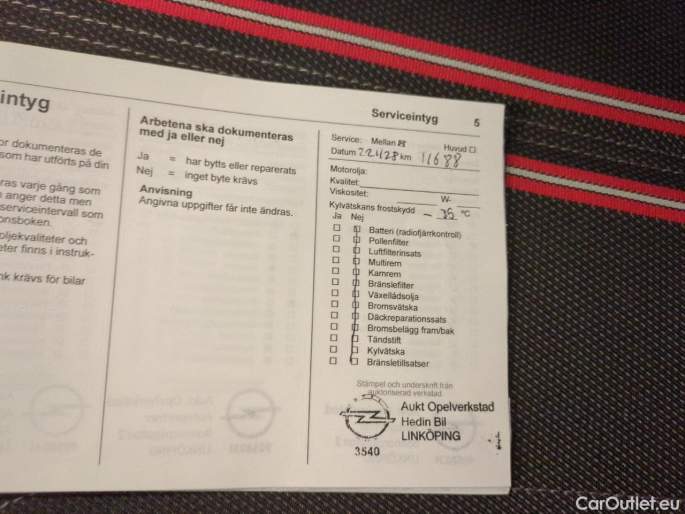 eintyg
or dokumenteras de
som har utförts på din
ras varje gång som
anger detta men
serviceintervall som
onsboken.
oljekvaliteter och
eter finns i instruk-
nk krävs för bilar
Arbetena ska dokumenteras
med ja eller nej
Ja = har bytts eller reparerats
Nej = inget byte krävs
Anvisning
Angivna uppgifter får inte ändras.
Serviceintyg 5
Service: Mellan ☒ Huvud ☐
Datum 221128 km 11688
Motorolja:
Kvalitet:
Viskositet: W-
Kylvätskans frostskydd - 35 °C
Ja Nej
☐ ☐ Batteri (radiofjärrkontroll)
☐ ☐ Pollenfilter
☐ ☐ Luftfilterinsats
☐ ☐ Multirem
☐ ☐ Kamrem
☐ ☐ Bränslefilter
☐ ☐ Växellådsolja
☐ ☐ Bromsvätska
☐ ☐ Däckreparationssats
☐ ☐ Bromsbelägg fram/bak
☐ ☐ Tändstift
☐ ☐ Kylvätska
☐ ☐ Bränsletillsatser
Stämpel och underskrift från
auktoriserad verkstad
Aukt Opelverkstad
Hedin Bil
LINKÖPING
3540
CarOutlet.eu